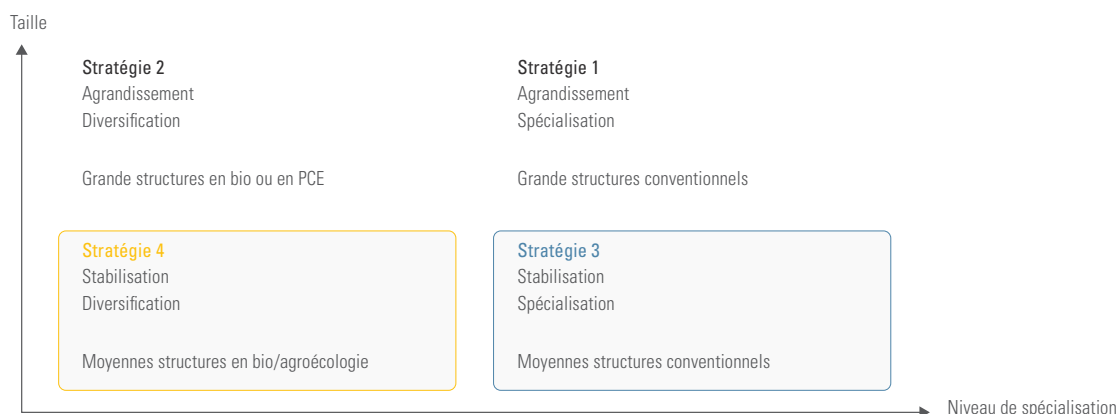 Taille
Stratégie 2
Agrandissement
Diversification
Grande structures en bio ou en PCE
Stratégie 1
Agrandissement
Spécialisation
Grande structures conventionnels
Stratégie 4
Stabilisation
Diversification
Moyennes structures en bio/agroécologie
Stratégie 3
Stabilisation
Spécialisation
Moyennes structures conventionnels
Niveau de spécialisation